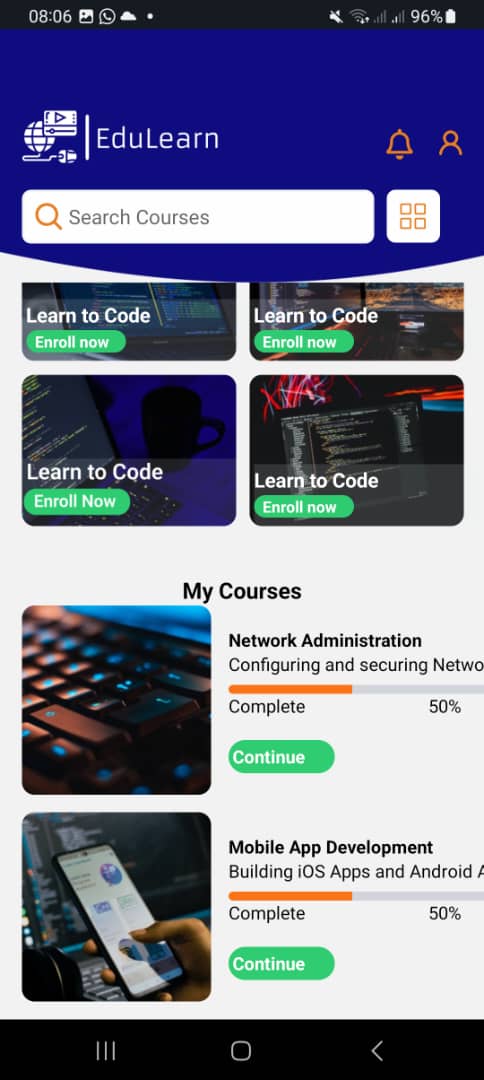 08:06
96%
EduLearn
Search Courses
Learn to Code
Enroll now
Learn to Code
Enroll now
Learn to Code
Enroll Now
Learn to Code
Enroll now
My Courses
Network Administration
Configuring and securing Netwo
Complete 50%
Continue
Mobile App Development
Building iOS Apps and Android A
Complete 50%
Continue